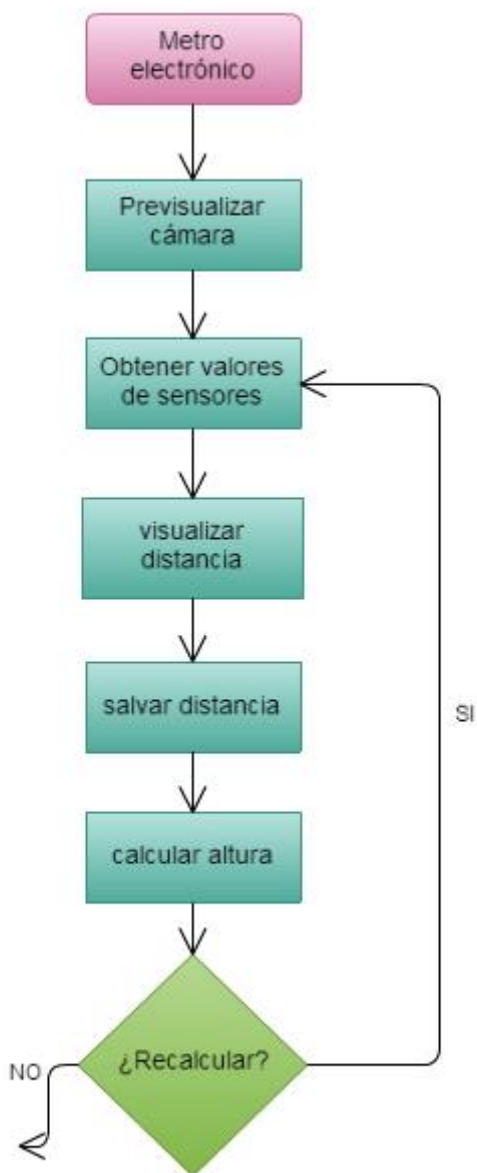 Metro
electrónico
Previsualizar
cámara
Obtener valores
de sensores
visualizar
distancia
salvar distancia
SI
calcular altura
¿Recalcular?
NO